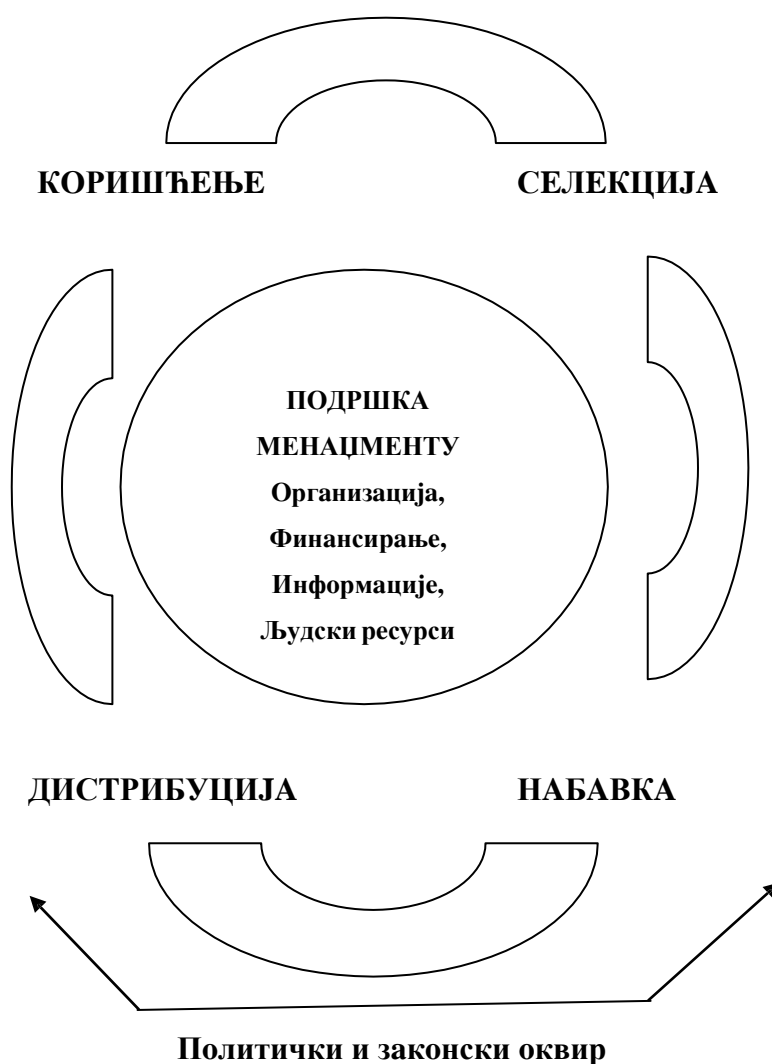 КОРИШЋЕЊЕ СЕЛЕКЦИЈА
ПОДРШКА
МЕНАЏМЕНТУ
Организација,
Финансирање,
Информације,
Људски ресурси
ДИСТРИБУЦИЈА НАБАВКА
Политички и законски оквир